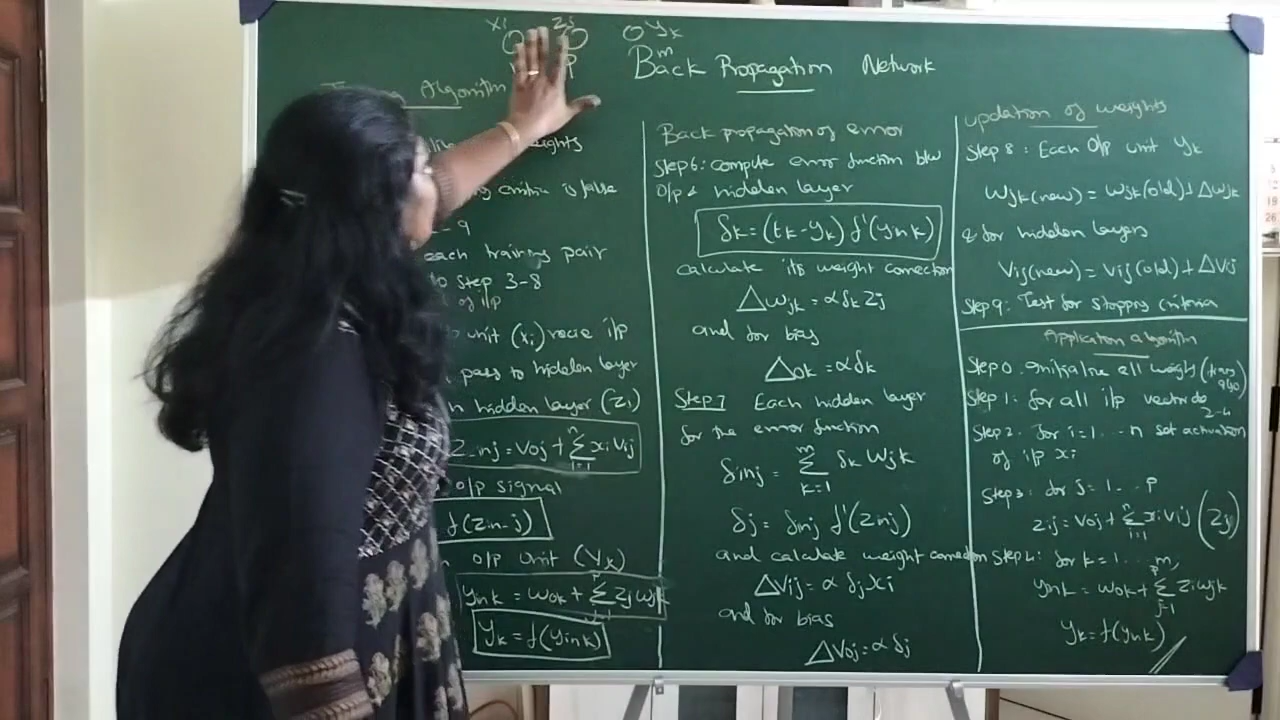 xi
zj
yk
m
p
Back Propagation Network
Algorithm
weights
criteria is false
- 9
each training pair
to Step 3-8
of i/p
unit (xi) recie i/p
pass to hidden layer
hidden layer (zj)
Z_inj = Voj + Σ xi Vij
n
i=1
o/p signal
f(Zin-j)
o/p unit (Yk)
yink = wok + Σ zj wjk
Yk = f(yink)
Back propagation of error
Step 6: compute error function b/w
o/p & hidden layer
δk = (tk - yk) f'(yink)
calculate its weight correction
Δwjk = α δk zj
and for bias
Δok = α δk
Step 7 Each hidden layer
for the error function
m
δinj = Σ δk wjk
k=1
δj = δinj f'(zinj)
and calculate weight correction
ΔVij = α δj xi
and for bias
ΔVoj = α δj
updation of weights
Step 8: Each o/p unit yk
Wjk(new) = Wjk(old) + Δwjk
& for hidden layers
Vij(new) = Vij(old) + ΔVij
Step 9: Test for stopping criteria
Application algorithm
Step 0. initialize all weight
Step 1: for all i/p vector do
2-4
Step 2: For i=1...n set activation
of i/p xi
Step 3: for j=1...p
n
zij = Voj + Σ xi Vij (Zj)
i=1
Step 4: for k=1...m,
p
yink = wok + Σ zi wjk
j=1
yk = f(yink)